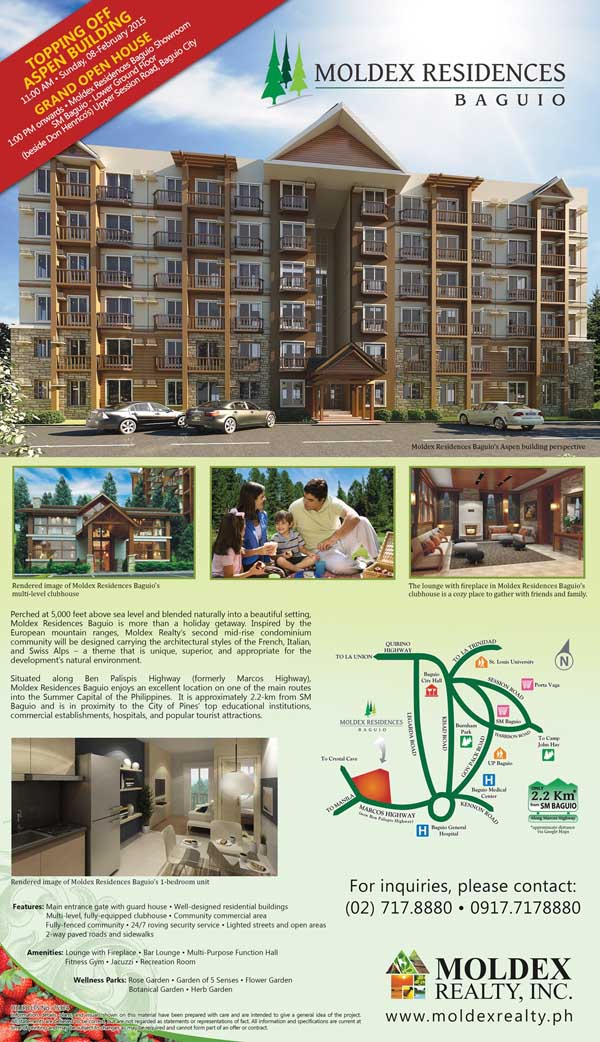 TOPPING OFF
ASPEN BUILDING
11:00 AM • Sunday, 08-February 2015
GRAND OPEN HOUSE
1:00 PM onwards • Moldex Residences Baguio Showroom
SM Baguio - Lower Ground Floor
(beside Don Henrico's) Upper Session Road, Baguio City
MOLDEX RESIDENCES
BAGUIO
Moldex Residences Baguio's Aspen building perspective
Rendered image of Moldex Residences Baguio's
multi-level clubhouse
The lounge with fireplace in Moldex Residences Baguio's
clubhouse is a cozy place to gather with friends and family.
Perched at 5,000 feet above sea level and blended naturally into a beautiful setting,
Moldex Residences Baguio is more than a holiday getaway. Inspired by the
European mountain ranges, Moldex Realty's second mid-rise condominium
community will be designed carrying the architectural styles of the French, Italian,
and Swiss Alps – a theme that is unique, superior, and appropriate for the
development's natural environment.
Situated along Ben Palispis Highway (formerly Marcos Highway),
Moldex Residences Baguio enjoys an excellent location on one of the main routes
into the Summer Capital of the Philippines. It is approximately 2.2-km from SM
Baguio and is in proximity to the City of Pines' top educational institutions,
commercial establishments, hospitals, and popular tourist attractions.
QUIRINO
HIGHWAY
TO LA UNION
TO LA TRINIDAD
N
St. Louis University
Baguio
City Hall
SESSION ROAD
Porta Vaga
MOLDEX RESIDENCES
BAGUIO
LEGARDA ROAD
KISAD ROAD
Burnham
Park
SM Baguio
HARRISON ROAD
TO Camp
John Hay
GOV PACK ROAD
UP Baguio
To Crystal Cave
Baguio Medical
Center
ONLY
2.2 Km*
from SM BAGUIO
Along Marcos Highway
*approximate distance
via Google Maps
TO MANILA
MARCOS HIGHWAY
(now Ben Palispis Highway)
KENNON ROAD
Baguio General
Hospital
Rendered image of Moldex Residences Baguio's 1-bedroom unit
For inquiries, please contact:
(02) 717.8880 • 0917.7178880
Features: Main entrance gate with guard house • Well-designed residential buildings
Multi-level, fully-equipped clubhouse • Community commercial area
Fully-fenced community • 24/7 roving security service • Lighted streets and open areas
2-way paved roads and sidewalks
Amenities: Lounge with Fireplace • Bar Lounge • Multi-Purpose Function Hall
Fitness Gym • Jacuzzi • Recreation Room
Wellness Parks: Rose Garden • Garden of 5 Senses • Flower Garden
Botanical Garden • Herb Garden
MOLDEX
REALTY, INC.
www.moldexrealty.ph
shown on this material have been prepared with care and are intended to give a general idea of the project.
are not regarded as statements or representations of fact. All information and specifications are current at
may be subject to changes as may be required and cannot form part of an offer or contract.